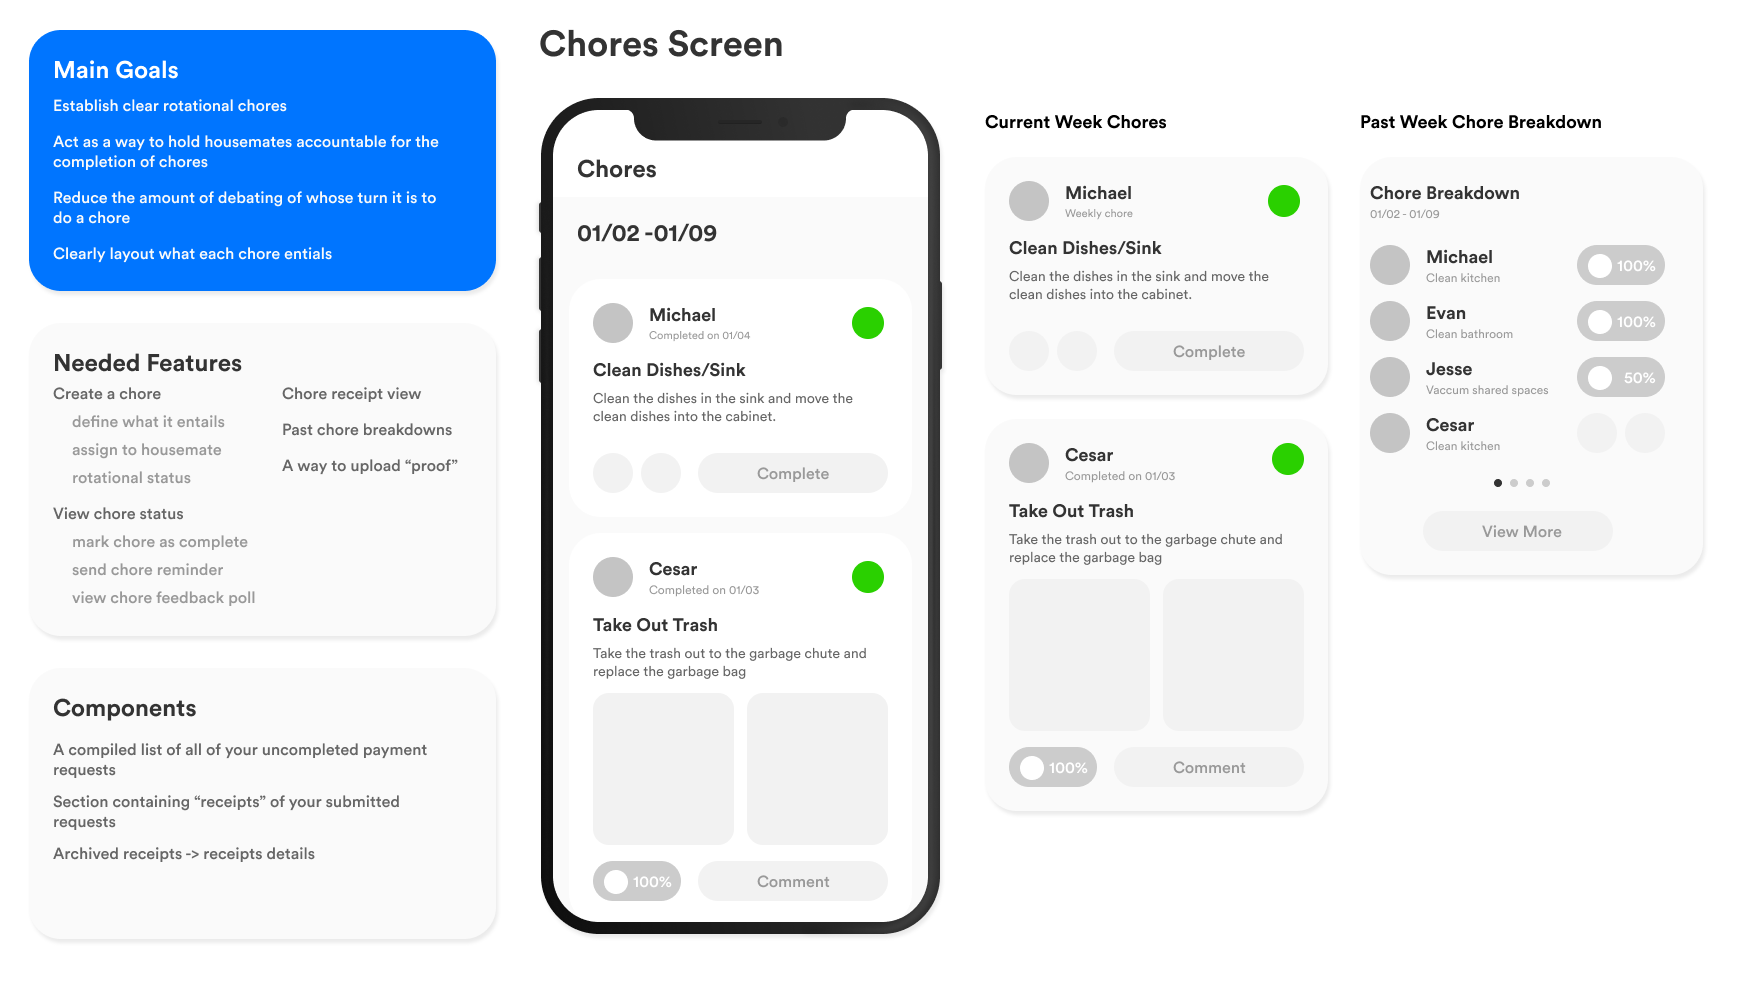 Main Goals
Establish clear rotational chores
Act as a way to hold housemates accountable for the
completion of chores
Reduce the amount of debating of whose turn it is to
do a chore
Clearly layout what each chore entials
Needed Features
Create a chore
define what it entails
assign to housemate
rotational status
View chore status
mark chore as complete
send chore reminder
view chore feedback poll
Chore receipt view
Past chore breakdowns
A way to upload “proof”
Components
A compiled list of all of your uncompleted payment
requests
Section containing “receipts” of your submitted
requests
Archived receipts -> receipts details
Chores Screen
Chores
01/02 -01/09
Michael
Completed on 01/04
Clean Dishes/Sink
Clean the dishes in the sink and move the
clean dishes into the cabinet.
Complete
Cesar
Completed on 01/03
Take Out Trash
Take the trash out to the garbage chute and
replace the garbage bag
100%
Comment
Current Week Chores
Michael
Weekly chore
Clean Dishes/Sink
Clean the dishes in the sink and move the
clean dishes into the cabinet.
Complete
Cesar
Completed on 01/03
Take Out Trash
Take the trash out to the garbage chute and
replace the garbage bag
100%
Comment
Past Week Chore Breakdown
Chore Breakdown
01/02 - 01/09
Michael
Clean kitchen
100%
Evan
Clean bathroom
100%
Jesse
Vaccum shared spaces
50%
Cesar
Clean kitchen
View More